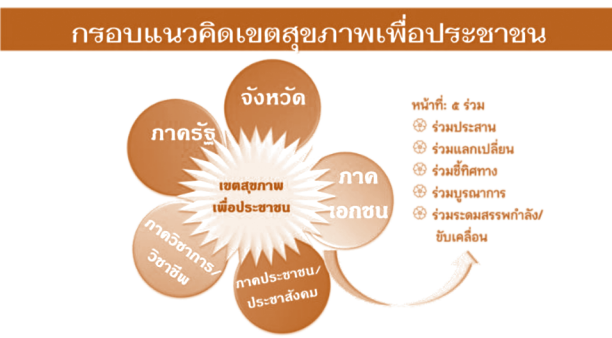 กรอบแนวคิดเขตสุขภาพเพื่อประชาชน
จังหวัด
ภาครัฐ
เขตสุขภาพ
เพื่อประชาชน
ภาค
เอกชน
ภาควิชาการ/
วิชาชีพ
ภาคประชาชน/
ประชาสังคม
หน้าที่: ๕ ร่วม
ร่วมประสาน
ร่วมแลกเปลี่ยน
ร่วมชี้ทิศทาง
ร่วมบูรณาการ
ร่วมระดมสรรพกำลัง/
ขับเคลื่อน